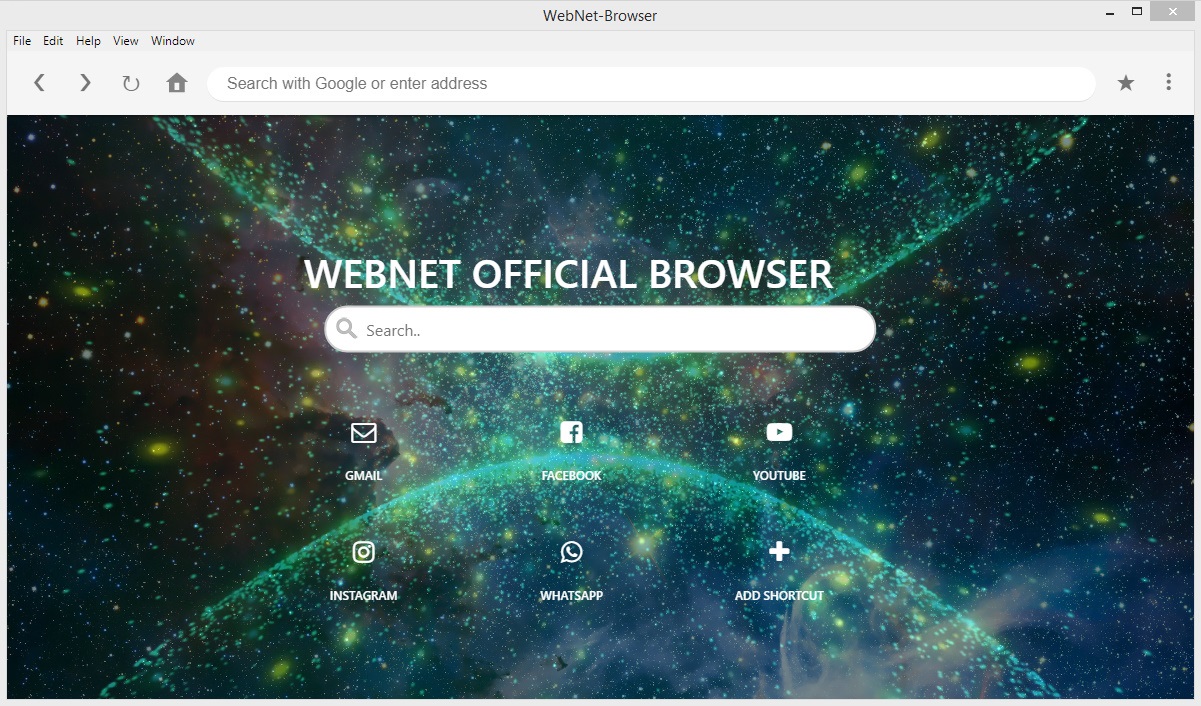 WebNet-Browser
File Edit Help View Window
Search with Google or enter address
WEBNET OFFICIAL BROWSER
Search..
GMAIL FACEBOOK YOUTUBE
INSTAGRAM WHATSAPP ADD SHORTCUT